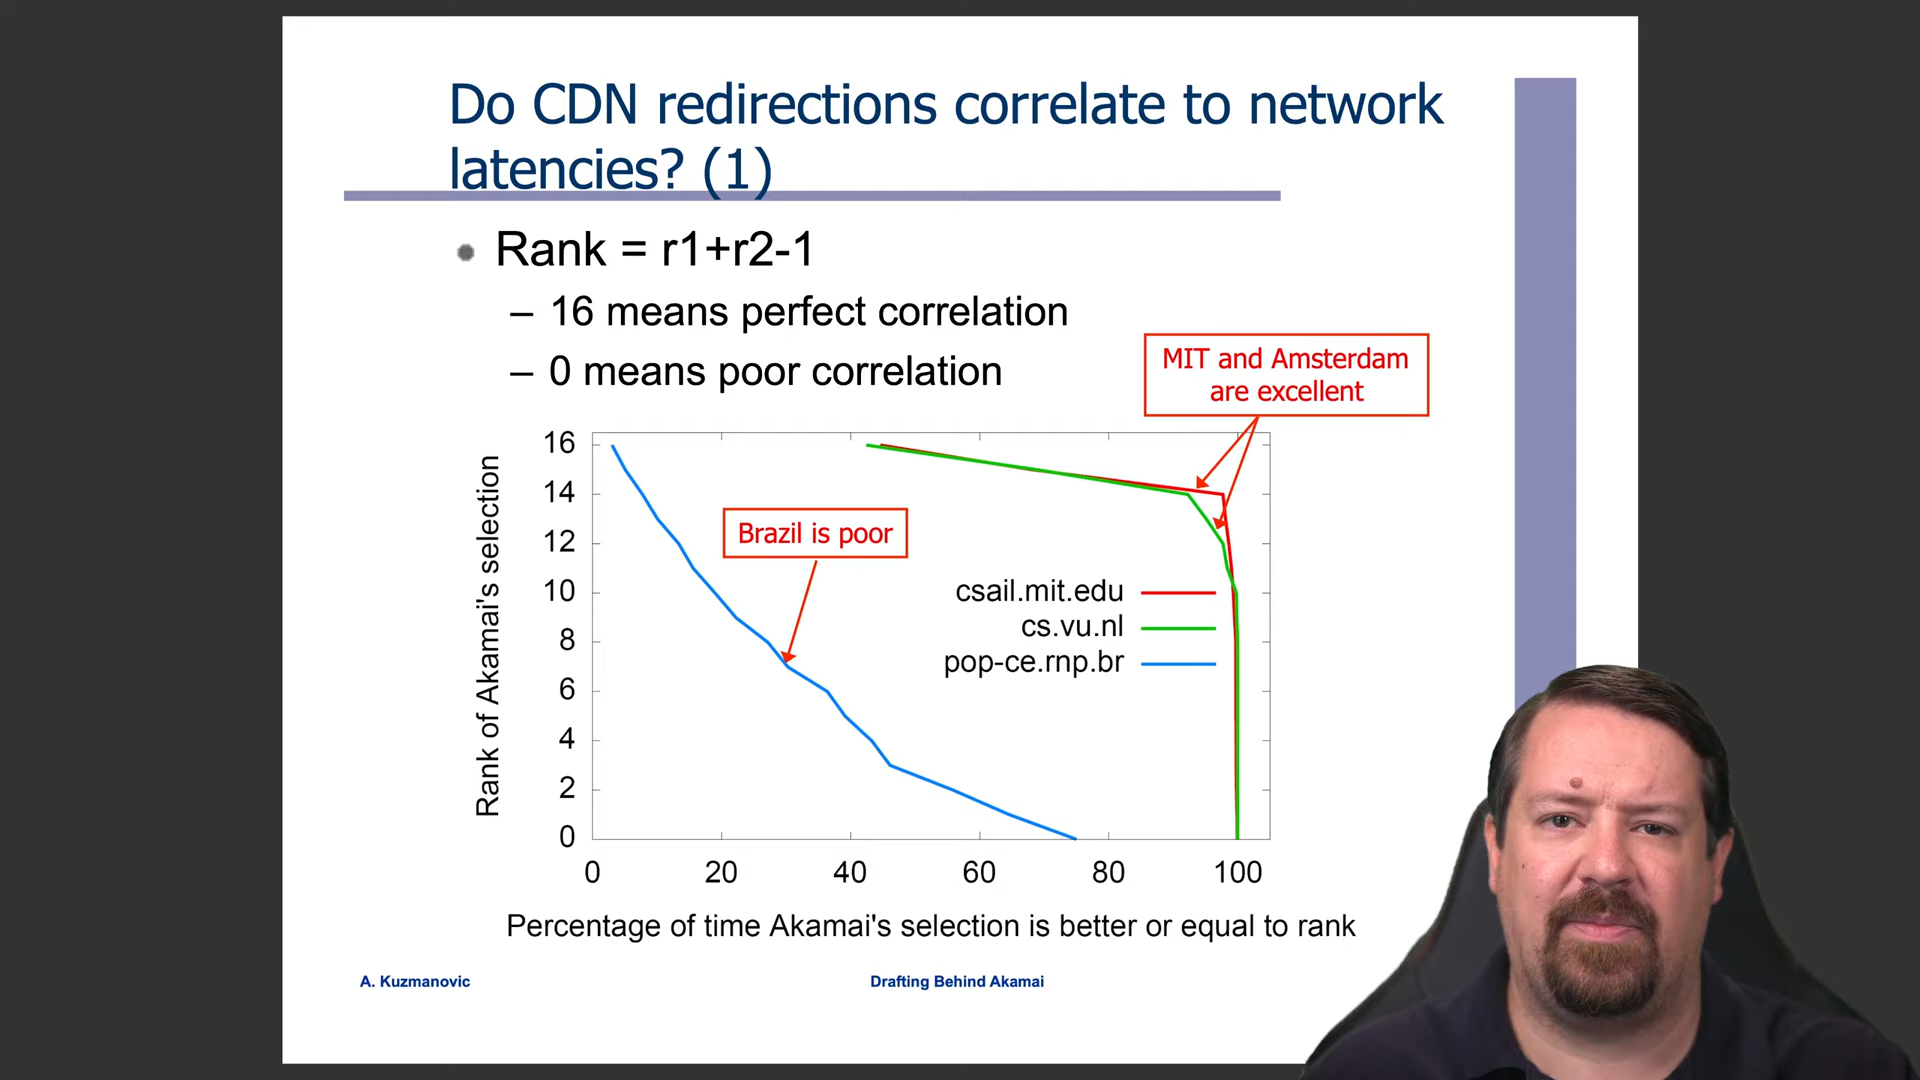 Do CDN redirections correlate to network
latencies? (1)
Rank = r1+r2-1
– 16 means perfect correlation
– 0 means poor correlation
MIT and Amsterdam
are excellent
Brazil is poor
Rank of Akamai's selection
16
14
12
10
8
6
4
2
0
csail.mit.edu
cs.vu.nl
pop-ce.rnp.br
0 20 40 60 80 100
Percentage of time Akamai's selection is better or equal to rank
A. Kuzmanovic
Drafting Behind Akamai